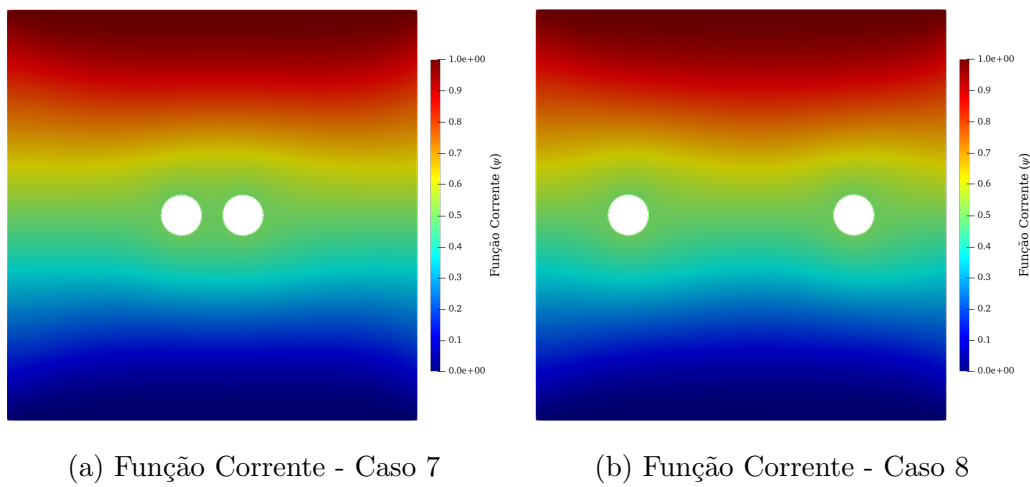 1.0e+00
0.9
0.8
0.7
0.6
0.5
0.4
0.3
0.2
0.1
0.0e+00
Função Corrente (ψ)
1.0e+00
0.9
0.8
0.7
0.6
0.5
0.4
0.3
0.2
0.1
0.0e+00
Função Corrente (ψ)
(a) Função Corrente - Caso 7
(b) Função Corrente - Caso 8